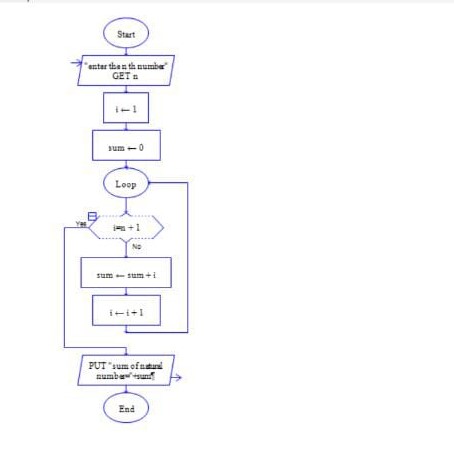 Start
"enter the n th number"
GET n
i ← 1
sum ← 0
Loop
Yes
i=n + 1
No
sum ← sum + i
i ← i + 1
PUT "sum of natural
number="+sum¶
End